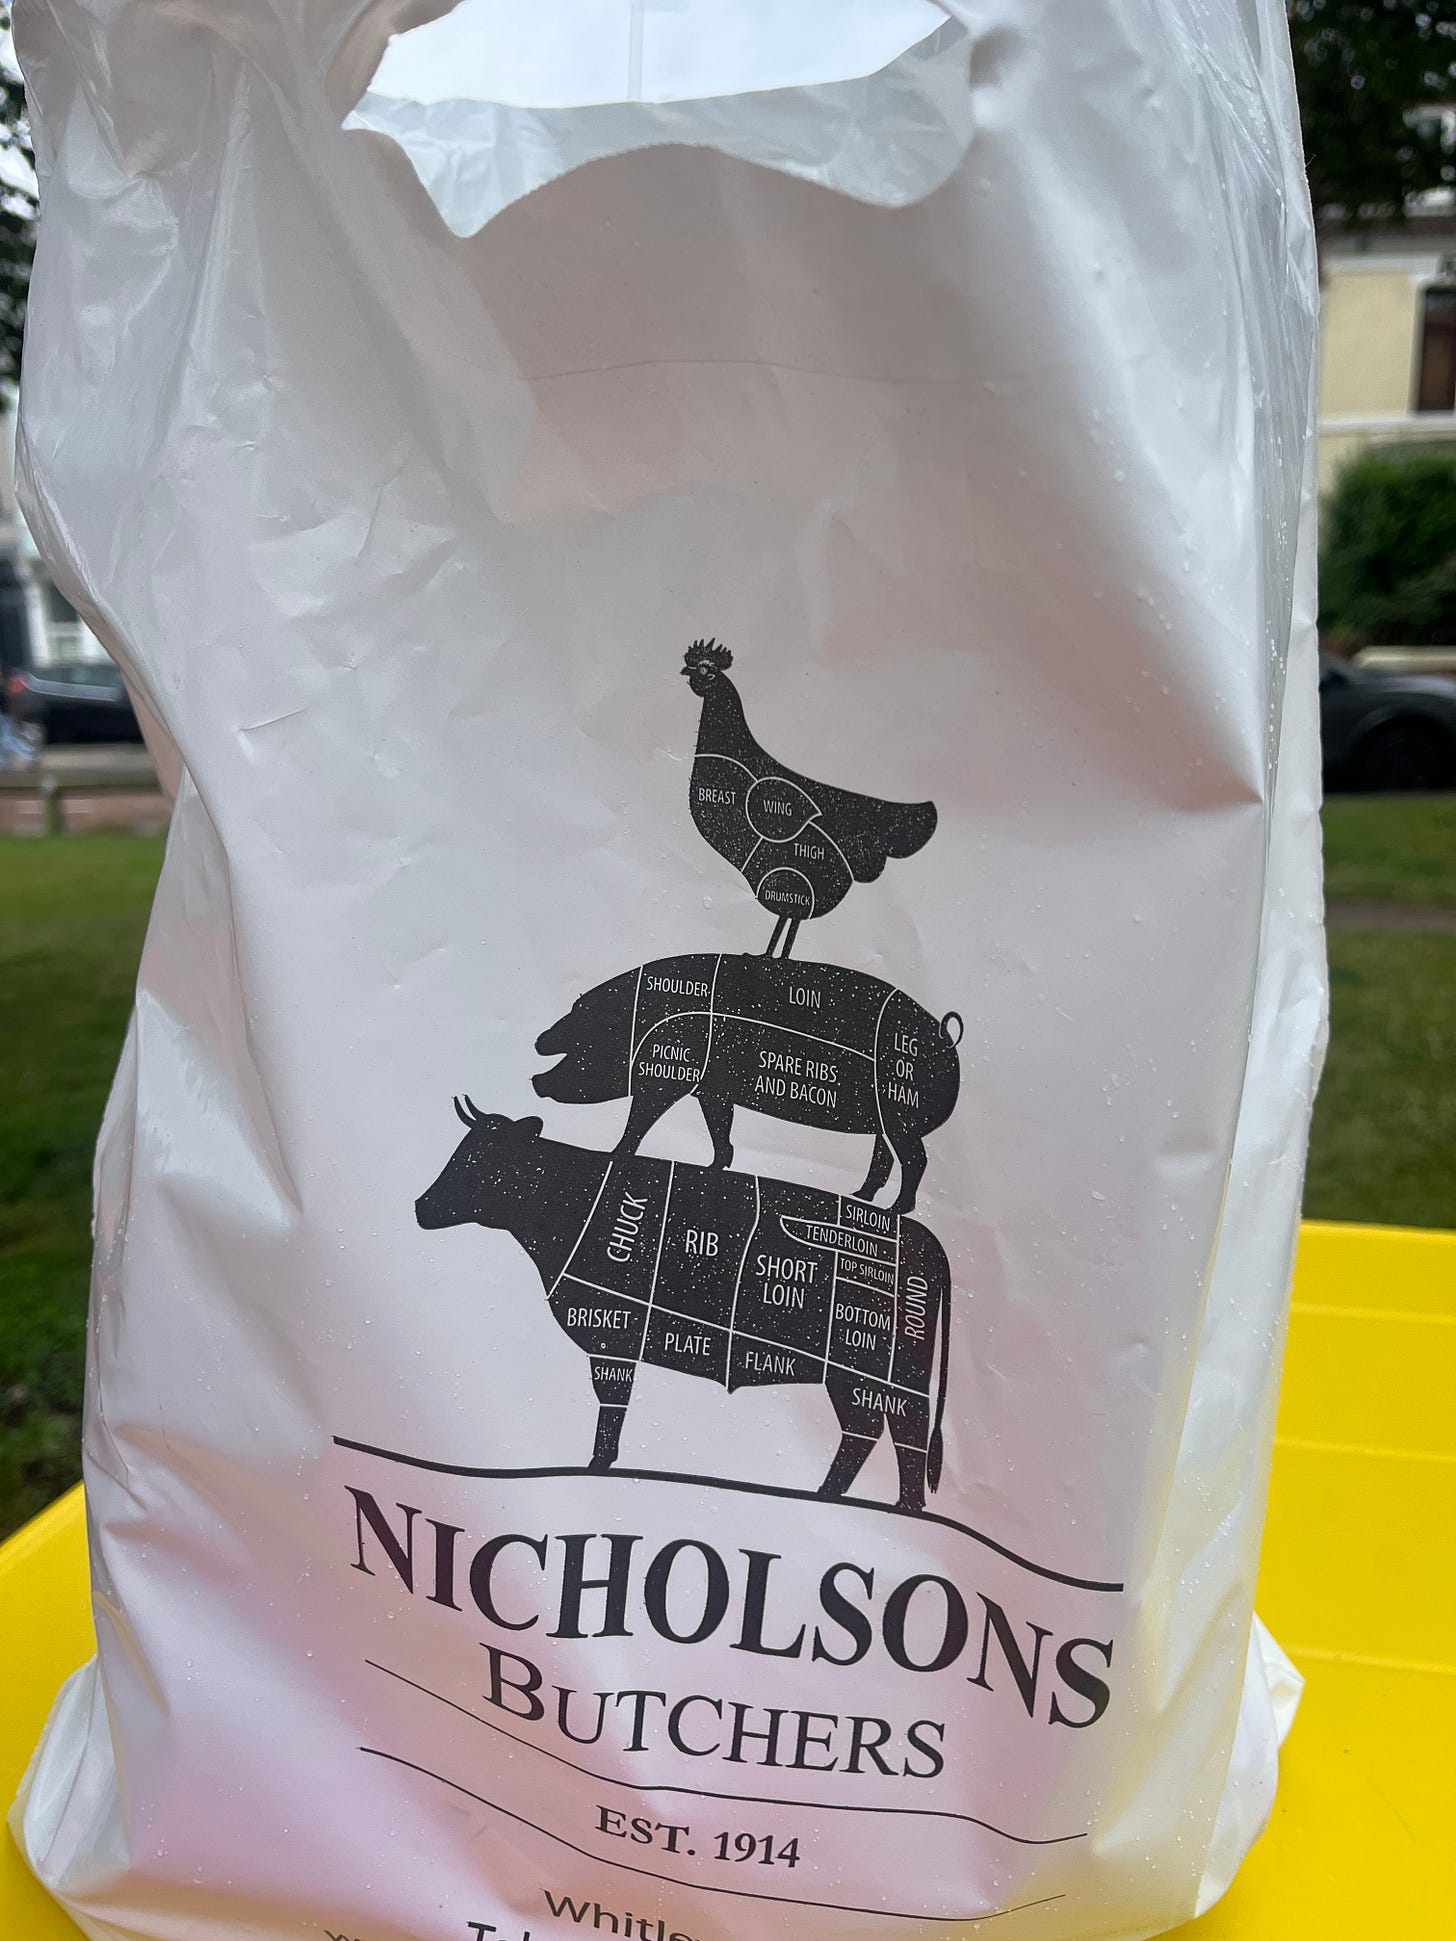 BREAST
WING
THIGH
DRUMSTICK
SHOULDER
LOIN
LEG
OR
HAM
PICNIC
SHOULDER
SPARE RIBS
AND BACON
CHUCK
RIB
SHORT
LOIN
SIRLOIN
TENDERLOIN
TOP SIRLOIN
BOTTOM
LOIN
ROUND
BRISKET
PLATE
FLANK
SHANK
SHANK
NICHOLSONS
BUTCHERS
EST. 1914